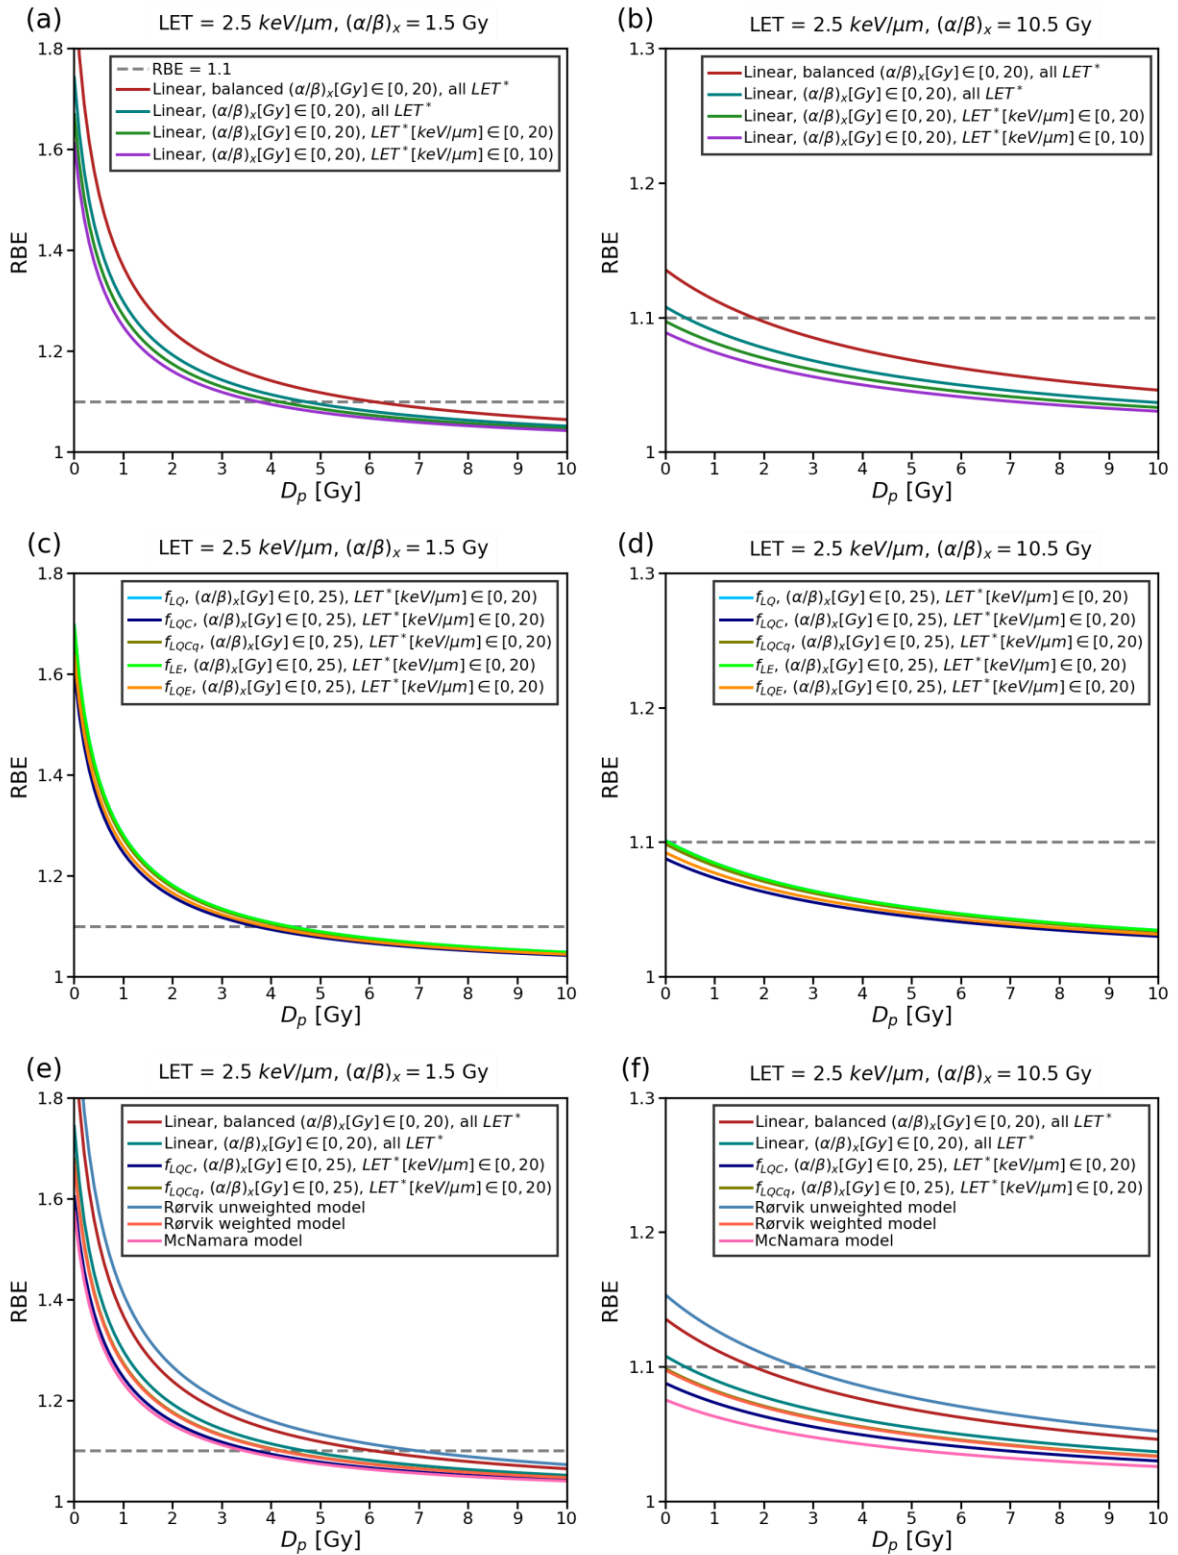 (a)
LET = 2.5 keV/μm, (α/β)ₓ = 1.5 Gy
1.8
1.6
1.4
1.2
1
RBE
RBE = 1.1
Linear, balanced (α/β)ₓ[Gy] ∈ [0, 20), all LET*
Linear, (α/β)ₓ[Gy] ∈ [0, 20), all LET*
Linear, (α/β)ₓ[Gy] ∈ [0, 20), LET*[keV/μm] ∈ [0, 20)
Linear, (α/β)ₓ[Gy] ∈ [0, 20), LET*[keV/μm] ∈ [0, 10)
0 1 2 3 4 5 6 7 8 9 10
Dₚ [Gy]
(b)
LET = 2.5 keV/μm, (α/β)ₓ = 10.5 Gy
1.3
1.2
1.1
1
RBE
Linear, balanced (α/β)ₓ[Gy] ∈ [0, 20), all LET*
Linear, (α/β)ₓ[Gy] ∈ [0, 20), all LET*
Linear, (α/β)ₓ[Gy] ∈ [0, 20), LET*[keV/μm] ∈ [0, 20)
Linear, (α/β)ₓ[Gy] ∈ [0, 20), LET*[keV/μm] ∈ [0, 10)
0 1 2 3 4 5 6 7 8 9 10
Dₚ [Gy]
(c)
LET = 2.5 keV/μm, (α/β)ₓ = 1.5 Gy
1.8
1.6
1.4
1.2
1
RBE
f_LQ, (α/β)ₓ[Gy] ∈ [0, 25), LET*[keV/μm] ∈ [0, 20)
f_LQC, (α/β)ₓ[Gy] ∈ [0, 25), LET*[keV/μm] ∈ [0, 20)
f_LQCq, (α/β)ₓ[Gy] ∈ [0, 25), LET*[keV/μm] ∈ [0, 20)
f_LE, (α/β)ₓ[Gy] ∈ [0, 25), LET*[keV/μm] ∈ [0, 20)
f_LQE, (α/β)ₓ[Gy] ∈ [0, 25), LET*[keV/μm] ∈ [0, 20)
0 1 2 3 4 5 6 7 8 9 10
Dₚ [Gy]
(d)
LET = 2.5 keV/μm, (α/β)ₓ = 10.5 Gy
1.3
1.2
1.1
1
RBE
f_LQ, (α/β)ₓ[Gy] ∈ [0, 25), LET*[keV/μm] ∈ [0, 20)
f_LQC, (α/β)ₓ[Gy] ∈ [0, 25), LET*[keV/μm] ∈ [0, 20)
f_LQCq, (α/β)ₓ[Gy] ∈ [0, 25), LET*[keV/μm] ∈ [0, 20)
f_LE, (α/β)ₓ[Gy] ∈ [0, 25), LET*[keV/μm] ∈ [0, 20)
f_LQE, (α/β)ₓ[Gy] ∈ [0, 25), LET*[keV/μm] ∈ [0, 20)
0 1 2 3 4 5 6 7 8 9 10
Dₚ [Gy]
(e)
LET = 2.5 keV/μm, (α/β)ₓ = 1.5 Gy
1.8
1.6
1.4
1.2
1
RBE
Linear, balanced (α/β)ₓ[Gy] ∈ [0, 20), all LET*
Linear, (α/β)ₓ[Gy] ∈ [0, 20), all LET*
f_LQC, (α/β)ₓ[Gy] ∈ [0, 25), LET*[keV/μm] ∈ [0, 20)
f_LQCq, (α/β)ₓ[Gy] ∈ [0, 25), LET*[keV/μm] ∈ [0, 20)
Rørvik unweighted model
Rørvik weighted model
McNamara model
0 1 2 3 4 5 6 7 8 9 10
Dₚ [Gy]
(f)
LET = 2.5 keV/μm, (α/β)ₓ = 10.5 Gy
1.3
1.2
1.1
1
RBE
Linear, balanced (α/β)ₓ[Gy] ∈ [0, 20), all LET*
Linear, (α/β)ₓ[Gy] ∈ [0, 20), all LET*
f_LQC, (α/β)ₓ[Gy] ∈ [0, 25), LET*[keV/μm] ∈ [0, 20)
f_LQCq, (α/β)ₓ[Gy] ∈ [0, 25), LET*[keV/μm] ∈ [0, 20)
Rørvik unweighted model
Rørvik weighted model
McNamara model
0 1 2 3 4 5 6 7 8 9 10
Dₚ [Gy]